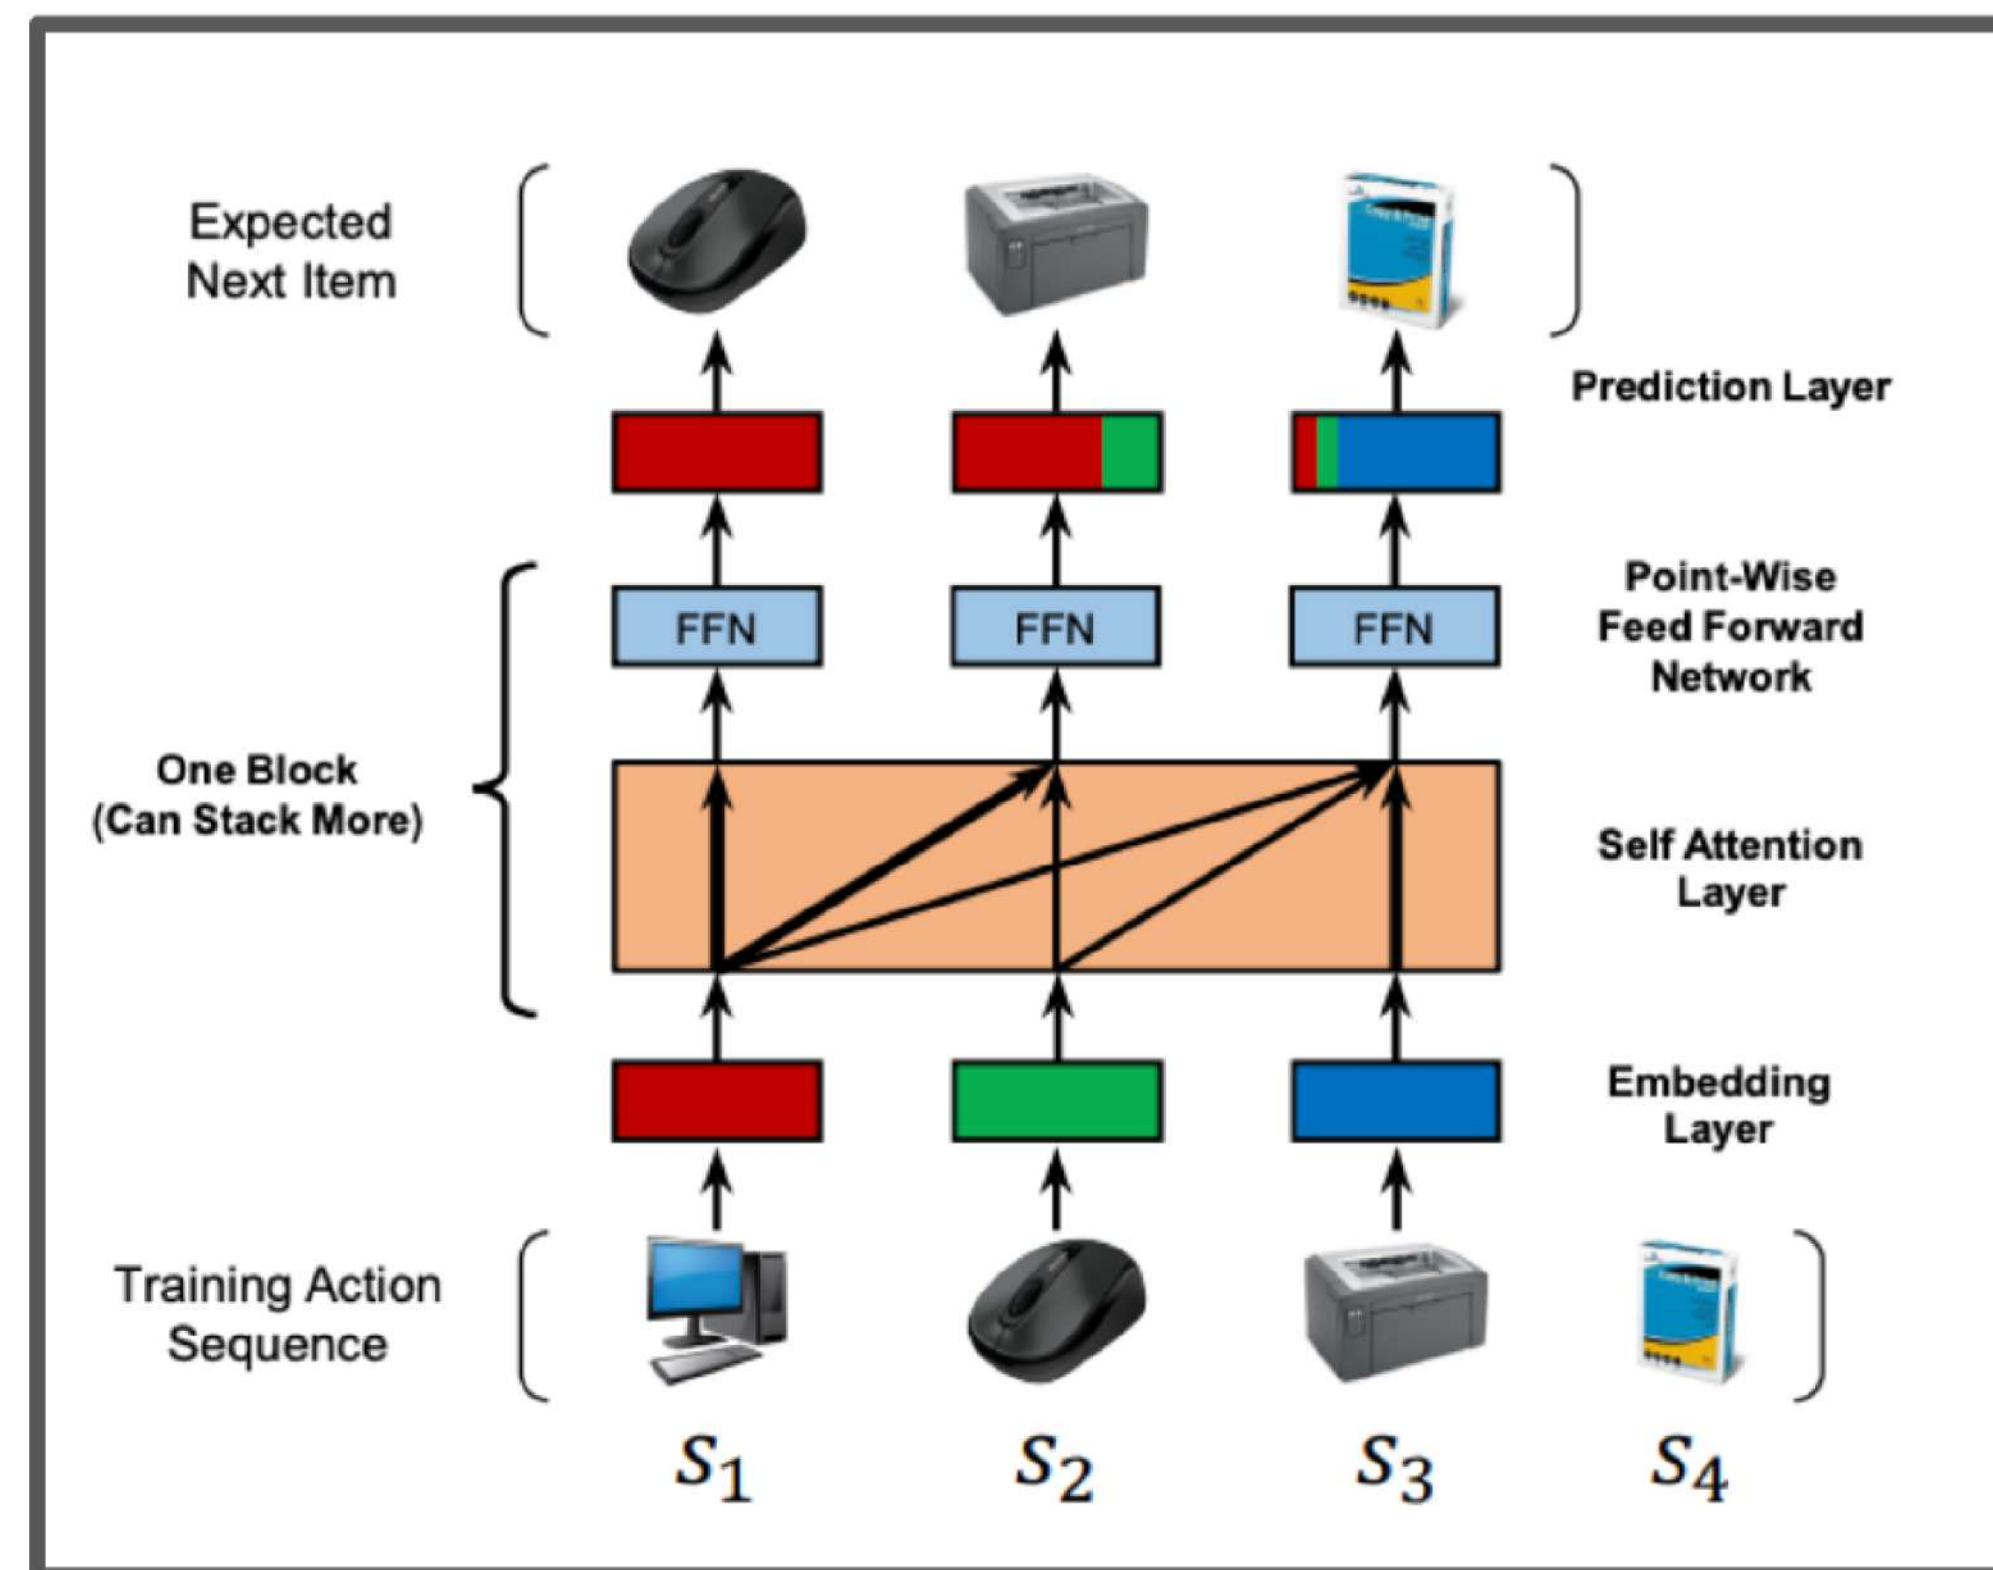 Expected
Next Item
Prediction Layer
FFN
FFN
FFN
Point-Wise
Feed Forward
Network
One Block
(Can Stack More)
Self Attention
Layer
Embedding
Layer
Training Action
Sequence
S1
S2
S3
S4